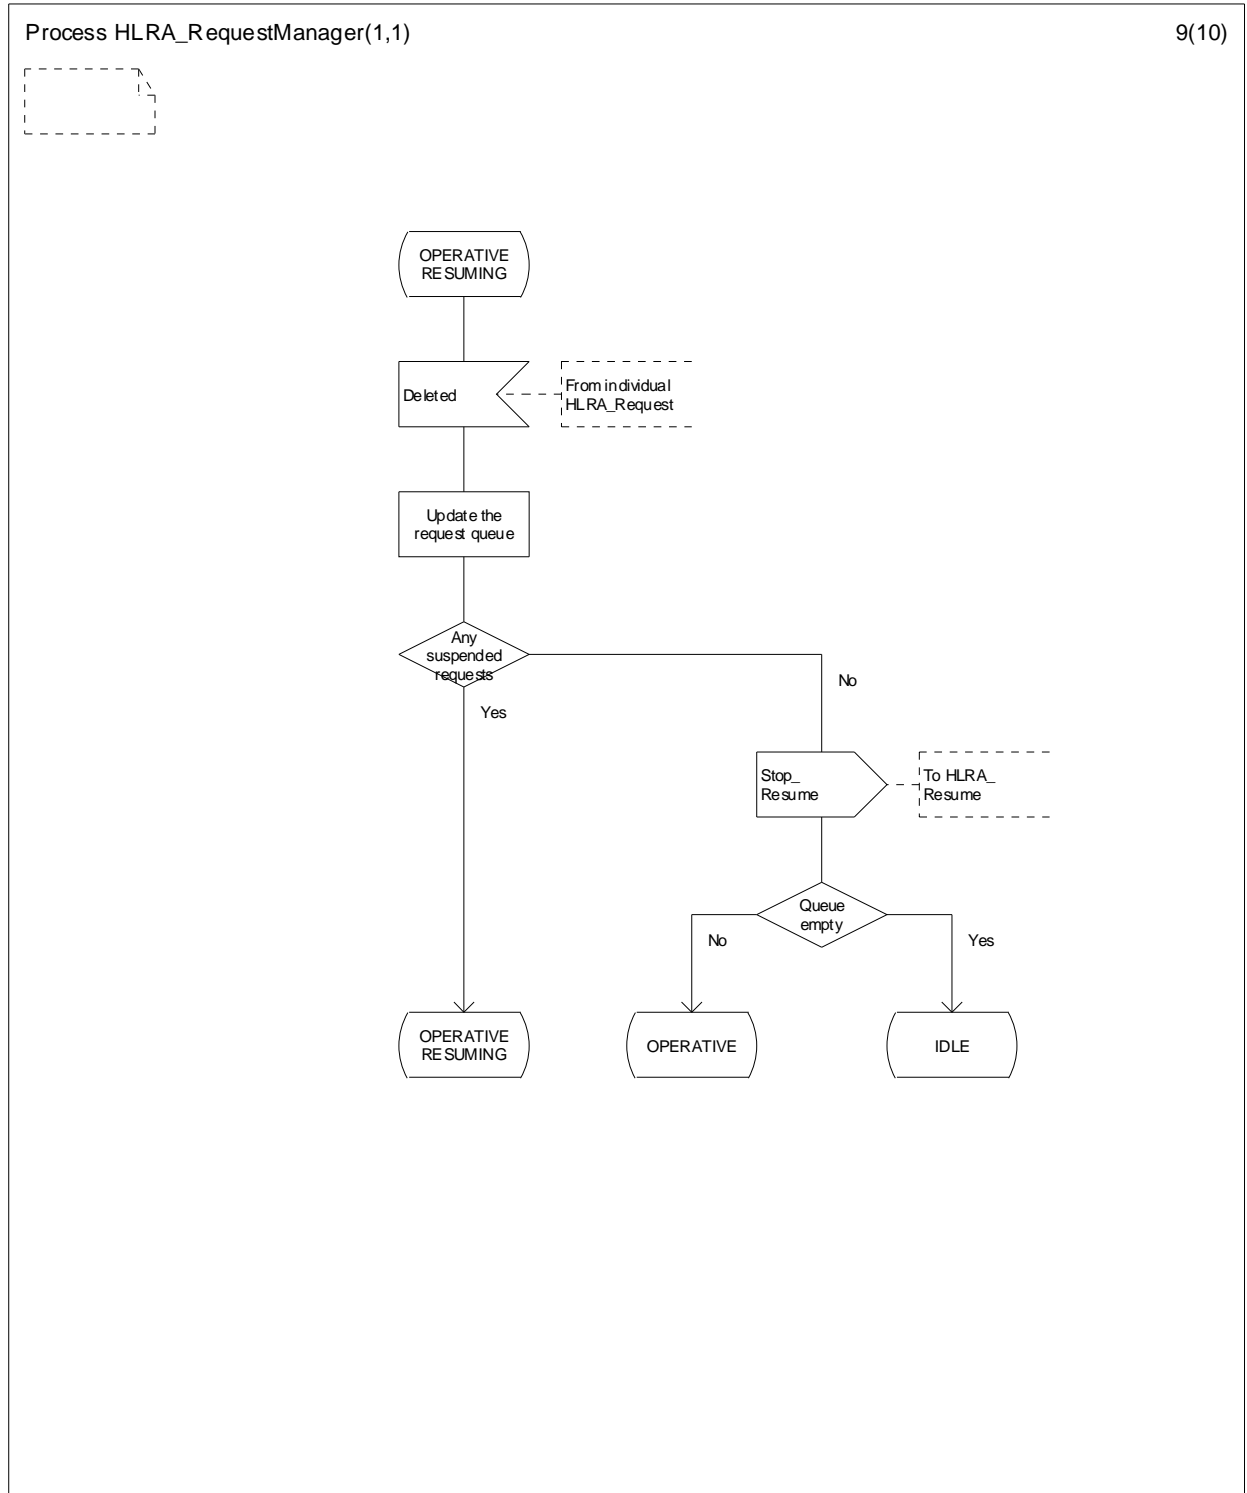 Process HLRA_RequestManager(1,1)
9(10)
OPERATIVE
RESUMING
Deleted
From individual
HLRA_Request
Update the
request queue
Any
suspended
requests
No
Yes
Stop_
Resume
To HLRA_
Resume
Queue
empty
No
Yes
OPERATIVE
RESUMING
OPERATIVE
IDLE